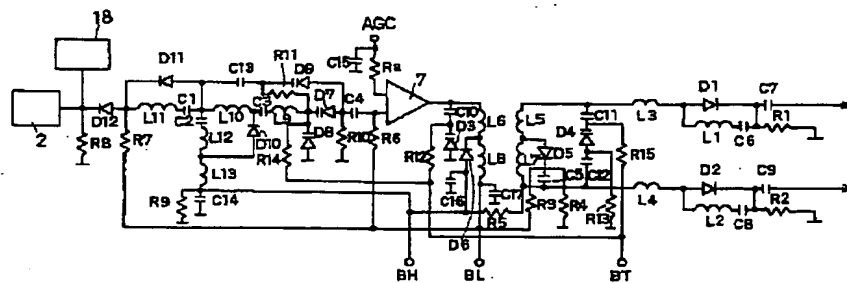 18
AGC
D11
R11
D9
C13
C15
Ra
D1
C7
2
D12
L11
C1
C2
L10
C3
L9
D7
C4
7
C10
L6
L5
C11
L3
L1
C6
R1
R8
R7
L12
D10
R14
D8
R10
R6
R12
D3
L8
L7
D5
D4
C5
C12
R15
D2
C9
L13
R9
C14
C16
C17
R5
R3
R4
R13
L4
L2
C8
R2
D6
BH
BL
BT